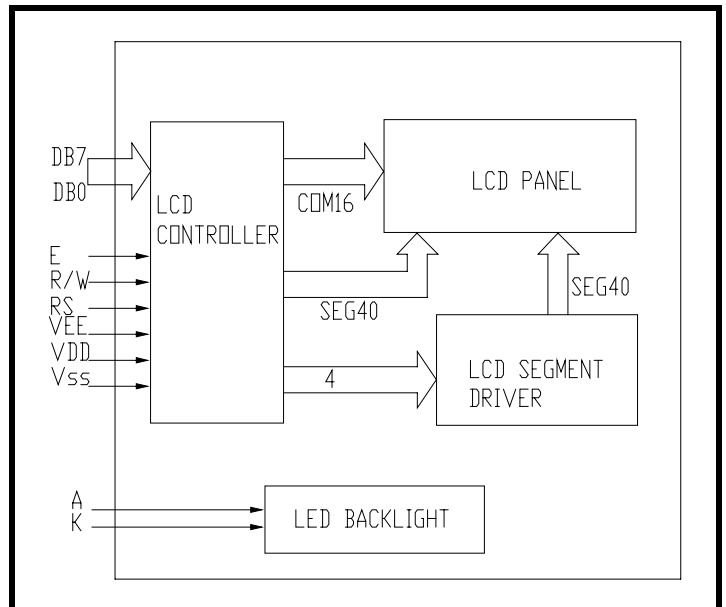 DB7
DB0
LCD
CONTROLLER
COM16
LCD PANEL
E
R/W
RS
VEE
VDD
Vss
SEG40
SEG40
4
LCD SEGMENT
DRIVER
A
K
LED BACKLIGHT